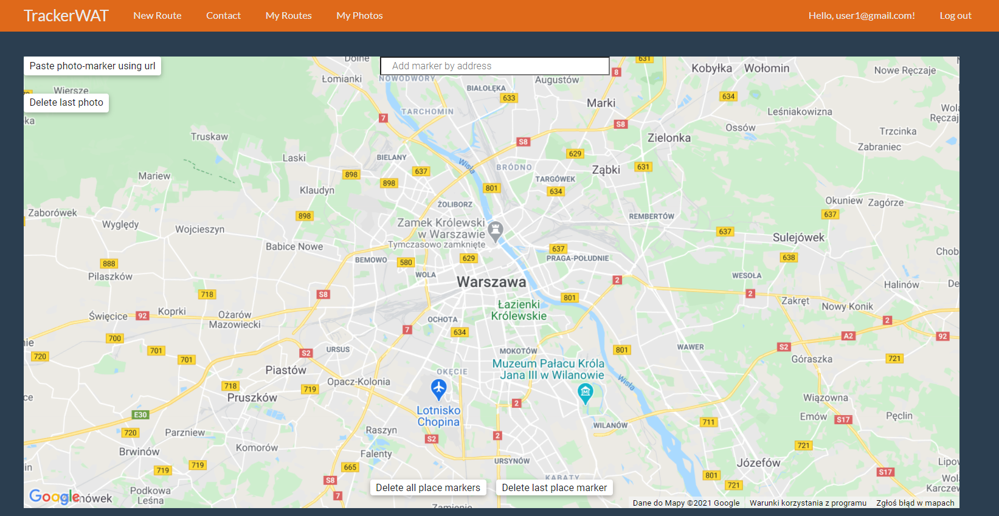 TrackerWAT
New Route
Contact
My Routes
My Photos
Hello, user1@gmail.com!
Log out
Paste photo-marker using url
Add marker by address
Delete last photo
Dolne
631
Kobyłka
Wołomin
Nowe Ręczaje
Łomianki
NOWODWORY
8
Augustów
Wiersze
BIAŁOŁĘKA
633
634
Marki
TARCHOMIN
7
S8
Leśniakowizna
Wola
Ręczaj
Ossów
Trzcinka
Truskaw
S8
Zielonka
Zabraniec
Laski
BIELANY
Wisła
BRÓDNO
629
631
Ząbki
Mariew
898
898
637
TARGÓWEK
801
634
Klaudyn
ŻOLIBORZ
Okuniew
Zagórze
Zaborówek
898
REMBERTÓW
637
Wygłędy
Wojcieszyn
Zamek Królewski
w Warszawie
Tymczasowo zamknięte
637
Sulejówek
Babice Nowe
637
888
BEMOWO
580
629
PRAGA-POŁUDNIE
638
Chob
Pilaszków
WOLA
Warszawa
2
WESOŁA
Halinów
De
718
S8
801
2
Zakręt
Nowy Konik
Łazienki
Królewskie
Święcice
92
Koprki
Ożarów
Mazowiecki
OCHOTA
7
634
2
A2
92
700
701
720
701
S2
URSUS
MOKOTÓW
801
WAWER
S2
Góraszka
721
Piastów
OKĘCIE
Muzeum Pałacu Króla
Jana III w Wilanowie
Wisła
718
719
Opacz-Kolonia
Pruszków
Lotnisko
Chopina
2
Wiązowna
E30
Emów
S17
Pęclin
720
Parzniew
Raszyn
S2
2
WILANÓW
711
Brwinów
Komorów
Falenty
721
719
719
665
URSYNÓW
Józefów
Lipov
S8
KABATY
801
S17
Wola
Karczew
721
Podkowa
Leśna
7
Delete all place markers
Delete last place marker
Google
nówek
Zamienie
Dane do Mapy ©2021 Google
Warunki korzystania z programu
Zgłoś błąd w mapach